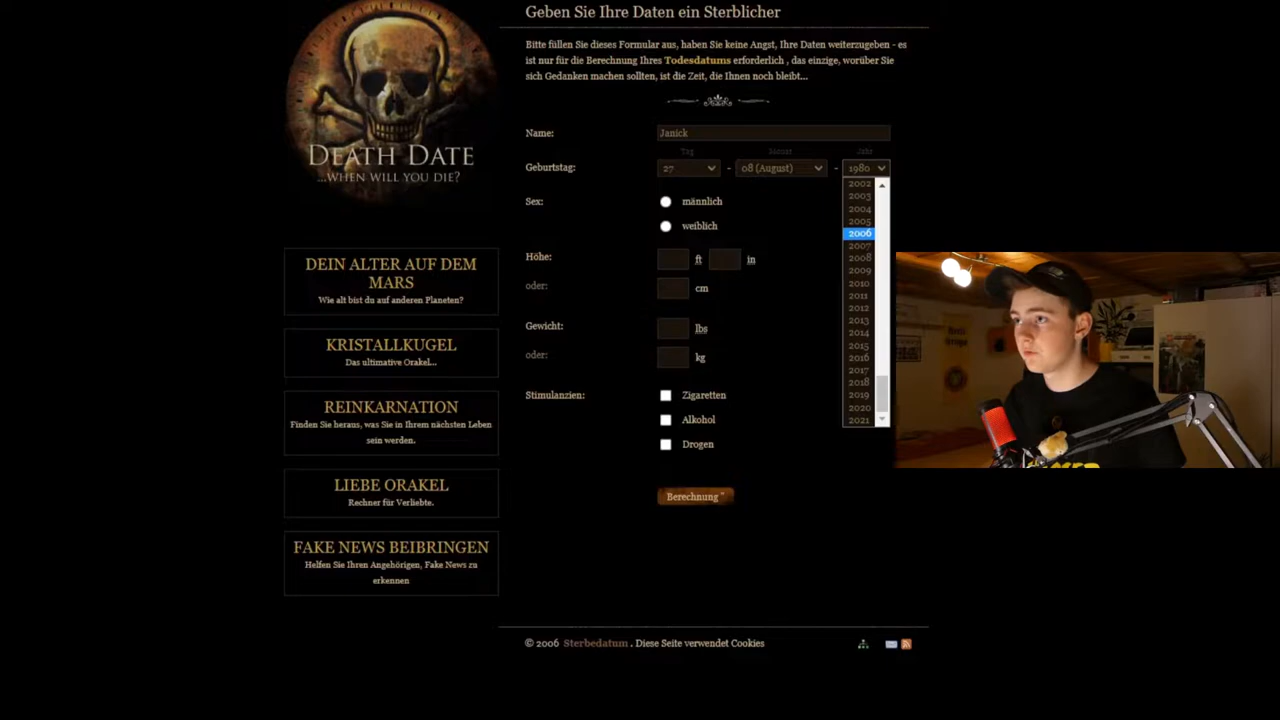 DEATH DATE
...WHEN WILL YOU DIE?
DEIN ALTER AUF DEM
MARS
Wie alt bist du auf anderen Planeten?
KRISTALLKUGEL
Das ultimative Orakel...
REINKARNATION
Finden Sie heraus, was Sie in Ihrem nächsten Leben
sein werden.
LIEBE ORAKEL
Rechner für Verliebte.
FAKE NEWS BEIBRINGEN
Helfen Sie Ihren Angehörigen, Fake News zu
erkennen
Geben Sie Ihre Daten ein Sterblicher
Bitte füllen Sie dieses Formular aus, haben Sie keine Angst, Ihre Daten weiterzugeben - es
ist nur für die Berechnung Ihres Todesdatums erforderlich , das einzige, worüber Sie
sich Gedanken machen sollten, ist die Zeit, die Ihnen noch bleibt...
Name: Janick
Tag Monat Jahr
Geburtstag: 27 - 08 (August) - 1980
2002
2003
2004
2005
2006
2007
2008
2009
2010
2011
2012
2013
2014
2015
2016
2017
2018
2019
2020
2021
Sex: männlich
weiblich
Höhe: ft in
oder: cm
Gewicht: lbs
oder: kg
Stimulanzien: Zigaretten
Alkohol
Drogen
Berechnung "
© 2006 Sterbedatum . Diese Seite verwendet Cookies